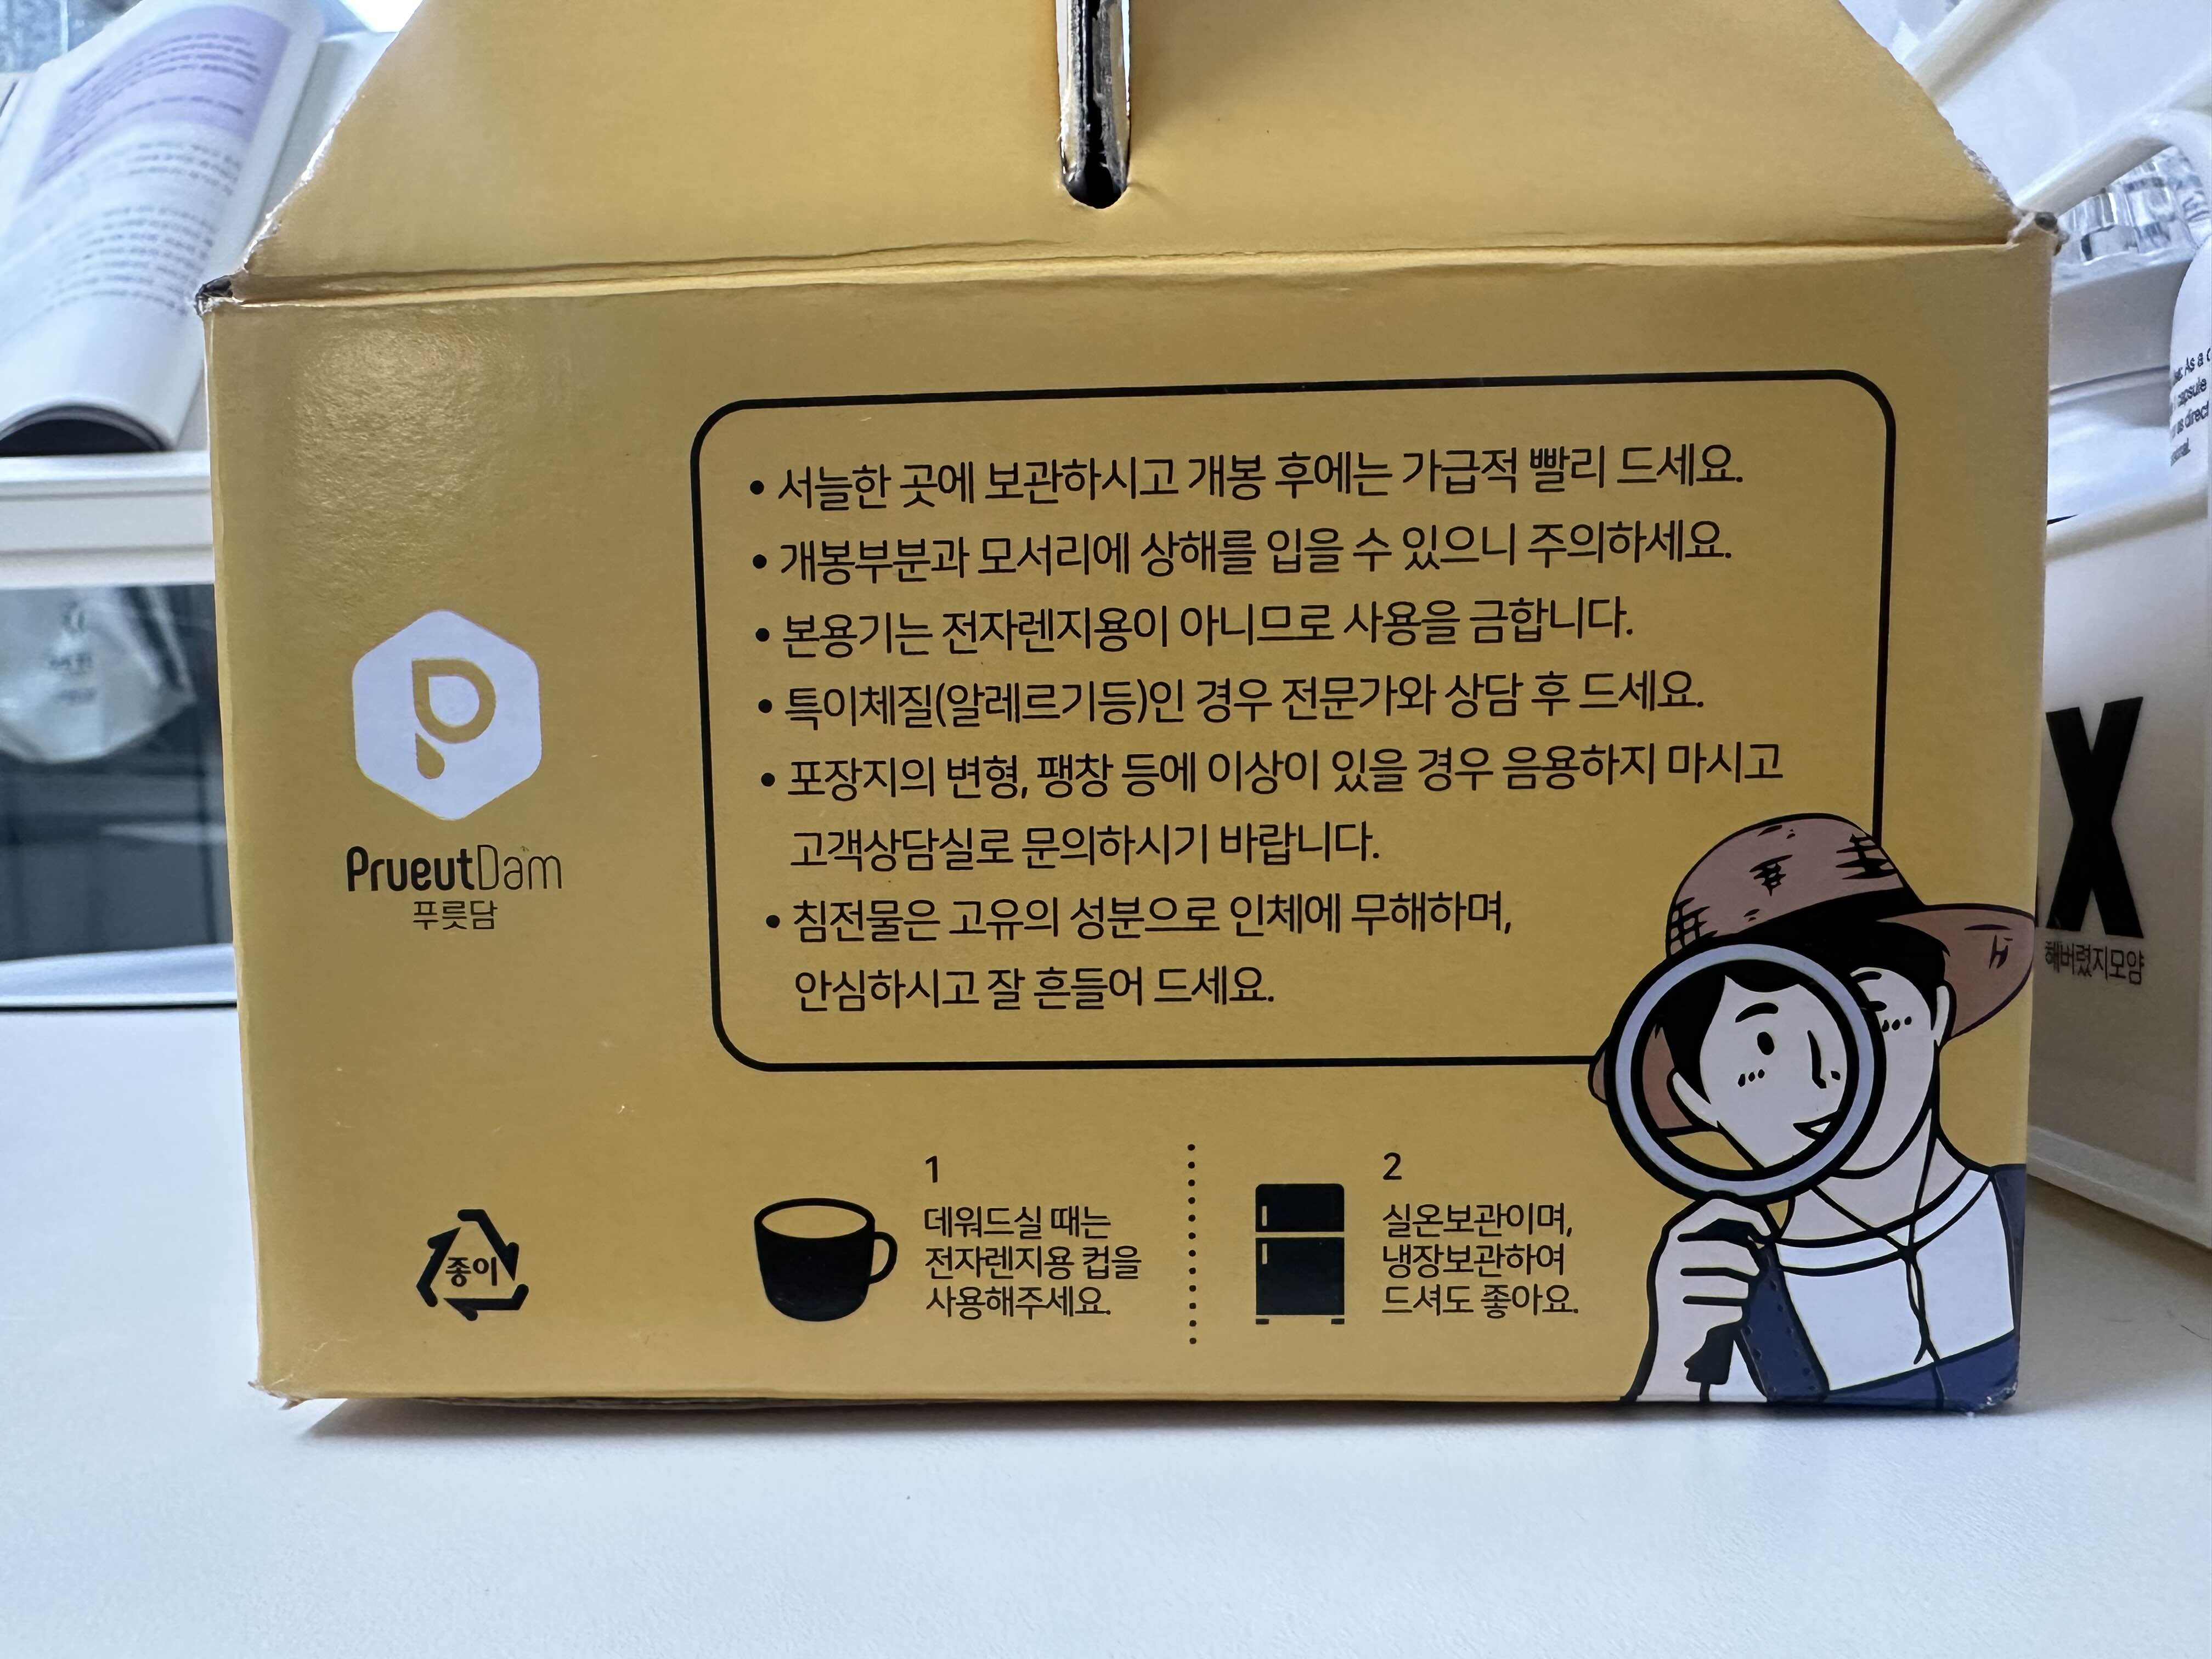 • 서늘한 곳에 보관하시고 개봉 후에는 가급적 빨리 드세요.
• 개봉부분과 모서리에 상해를 입을 수 있으니 주의하세요.
• 본용기는 전자렌지용이 아니므로 사용을 금합니다.
• 특이체질(알레르기등)인 경우 전문가와 상담 후 드세요.
• 포장지의 변형, 팽창 등에 이상이 있을 경우 음용하지 마시고
고객상담실로 문의하시기 바랍니다.
• 침전물은 고유의 성분으로 인체에 무해하며,
안심하시고 잘 흔들어 드세요.
PrueutDam
푸릇담
종이
1
데워드실 때는
전자렌지용 컵을
사용해주세요.
2
실온보관이며,
냉장보관하여
드셔도 좋아요.
As a
capsule
as direct
X
해버렸지모얌